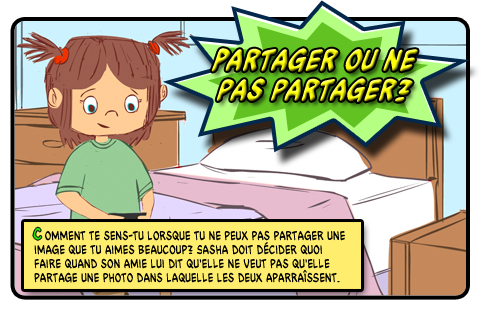 PARTAGER OU NE
PAS PARTAGER?
COMMENT TE SENS-TU LORSQUE TU NE PEUX PAS PARTAGER UNE
IMAGE QUE TU AIMES BEAUCOUP? SASHA DOIT DÉCIDER QUOI
FAIRE QUAND SON AMIE LUI DIT QU'ELLE NE VEUT PAS QU'ELLE
PARTAGE UNE PHOTO DANS LAQUELLE LES DEUX APARRAÎSSENT.